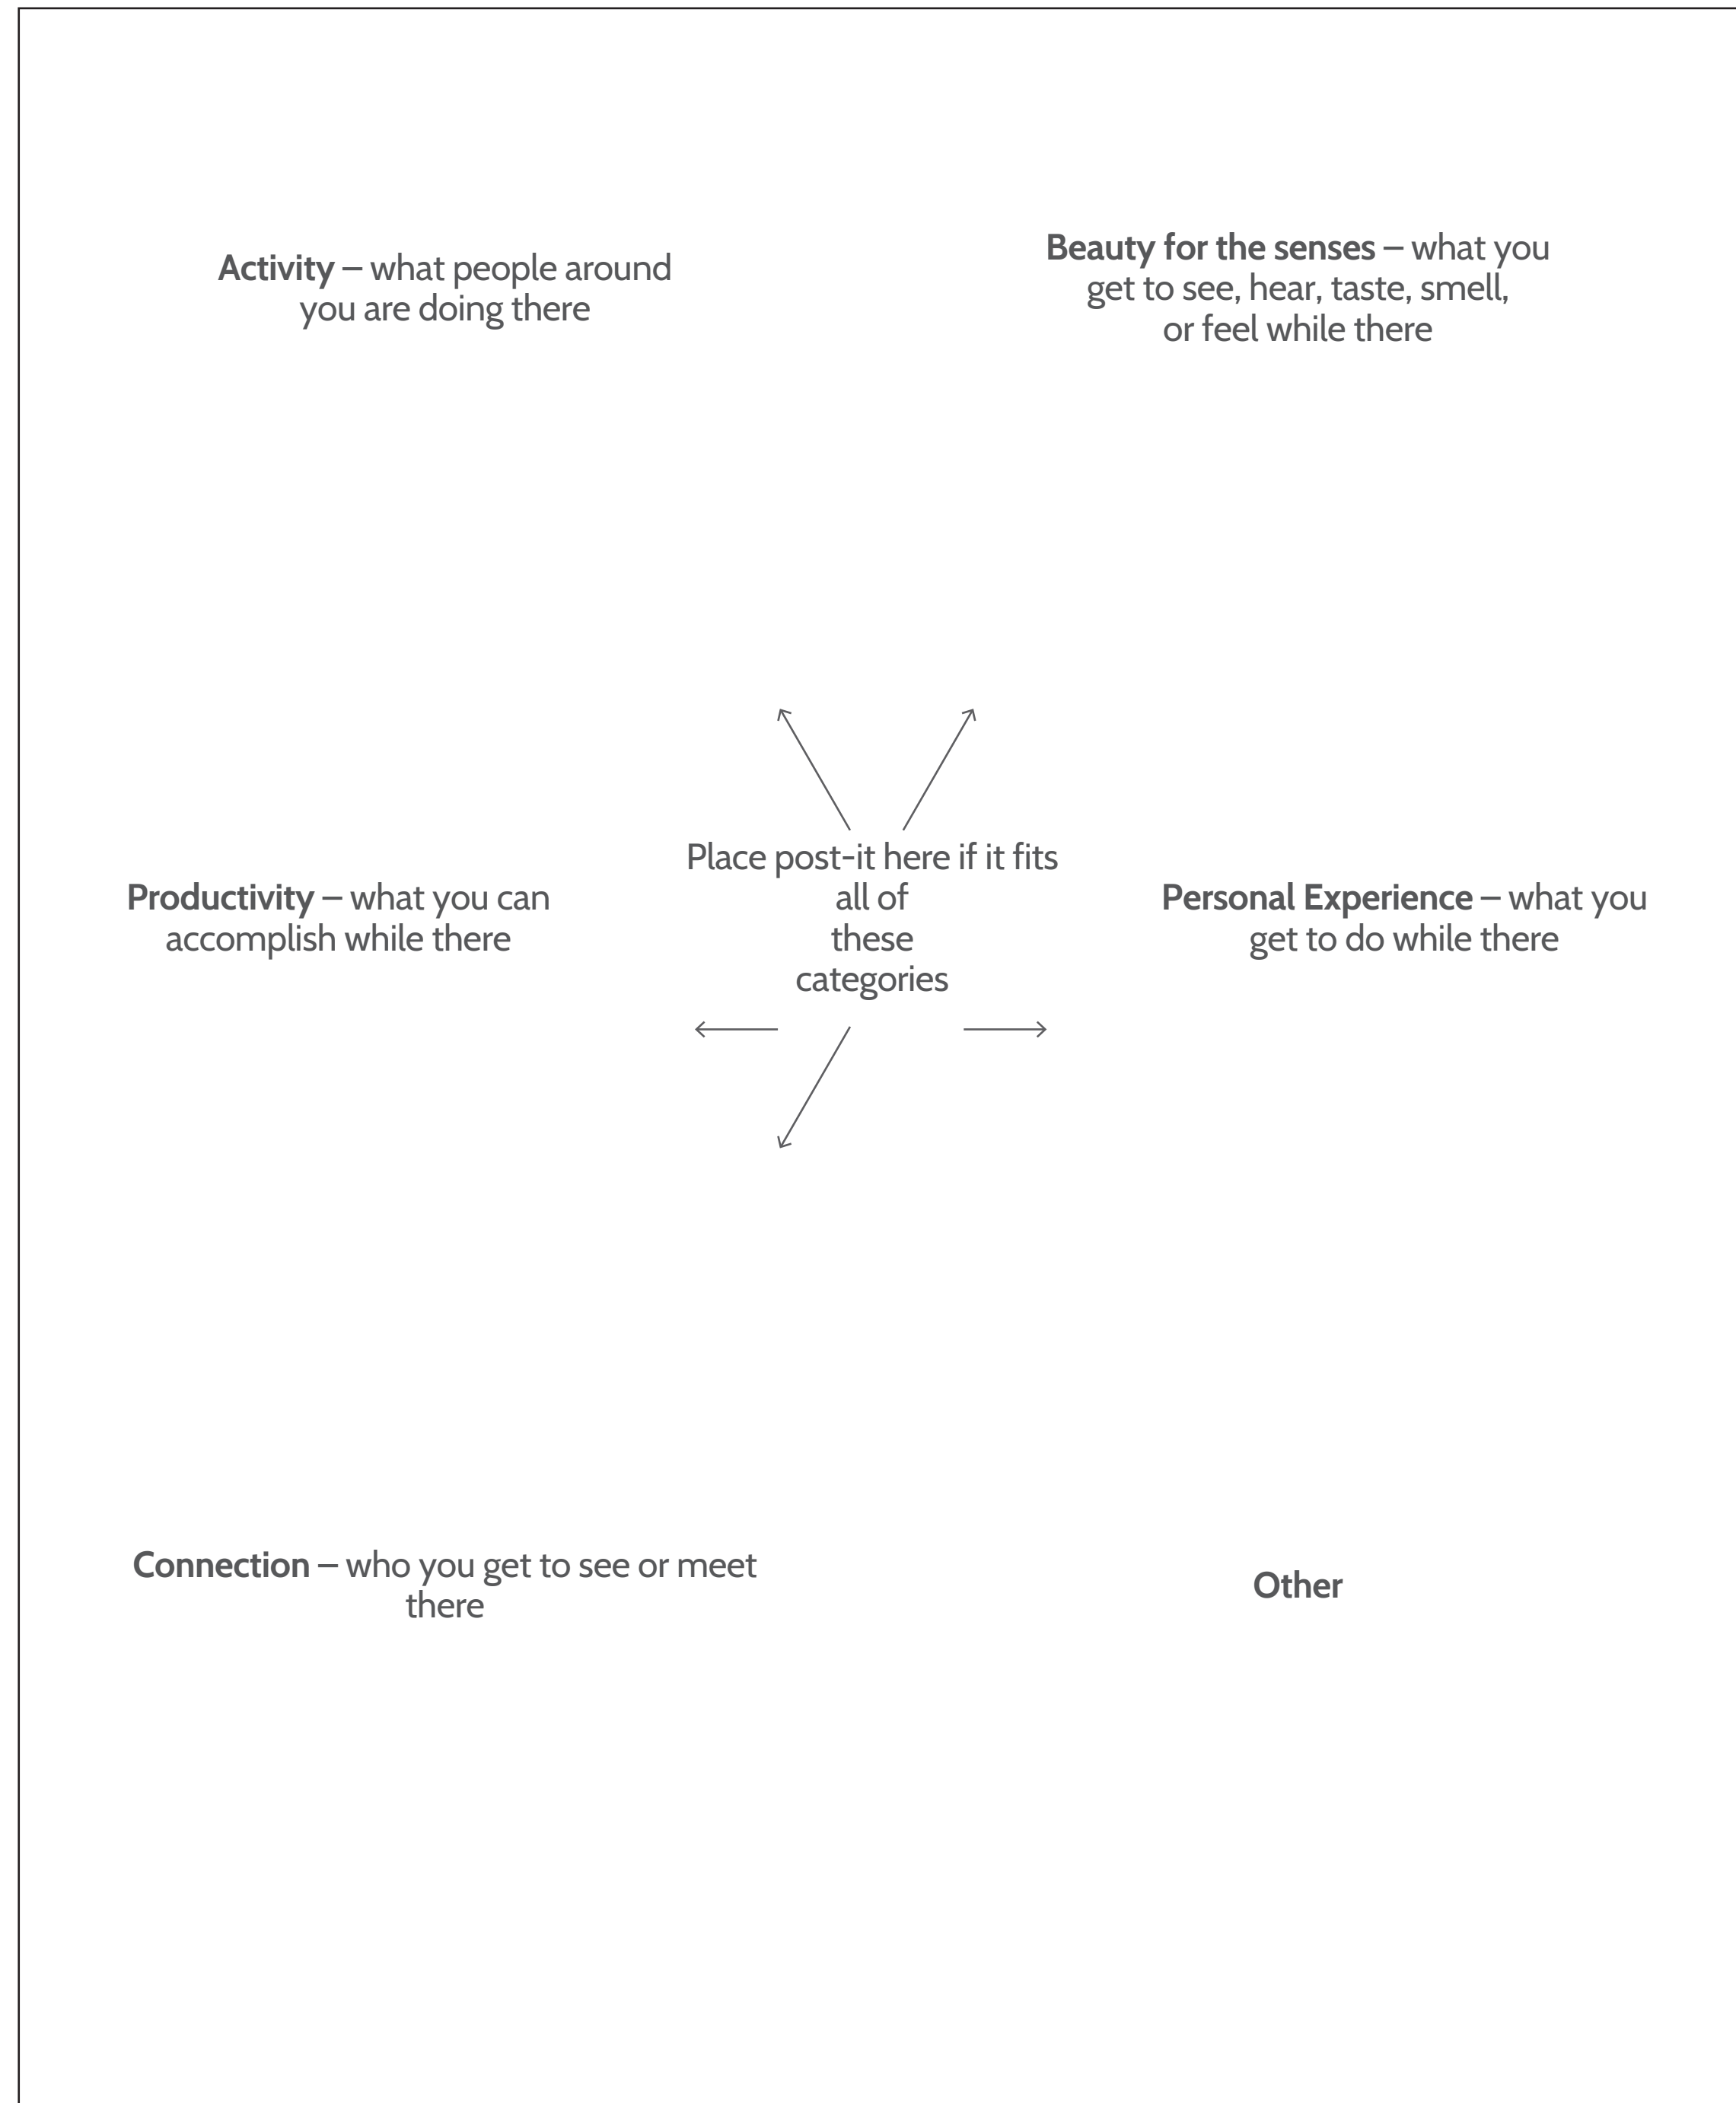 Activity – what people around
you are doing there
Beauty for the senses – what you
get to see, hear, taste, smell,
or feel while there
Place post-it here if it fits
all of
these
categories
Productivity – what you can
accomplish while there
Personal Experience – what you
get to do while there
Connection – who you get to see or meet
there
Other